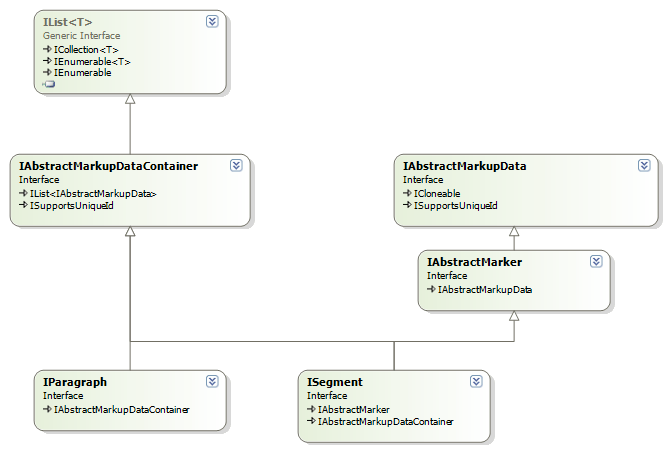 IList<T>
Generic Interface
ICollection<T>
IEnumerable<T>
IEnumerable
IAbstractMarkupDataContainer
Interface
IList<IAbstractMarkupData>
ISupportsUniqueId
IAbstractMarkupData
Interface
ICloneable
ISupportsUniqueId
IAbstractMarker
Interface
IAbstractMarkupData
IParagraph
Interface
IAbstractMarkupDataContainer
ISegment
Interface
IAbstractMarker
IAbstractMarkupDataContainer